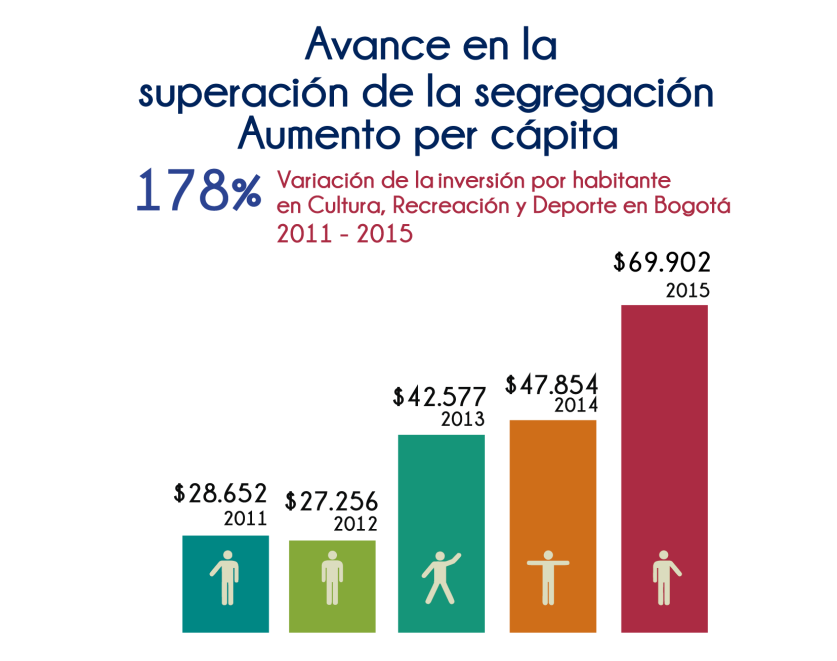 Avance en la
superación de la segregación
Aumento per cápita
178%
Variación de la inversión por habitante
en Cultura, Recreación y Deporte en Bogotá
2011 - 2015
$28.652
2011
$27.256
2012
$42.577
2013
$47.854
2014
$69.902
2015